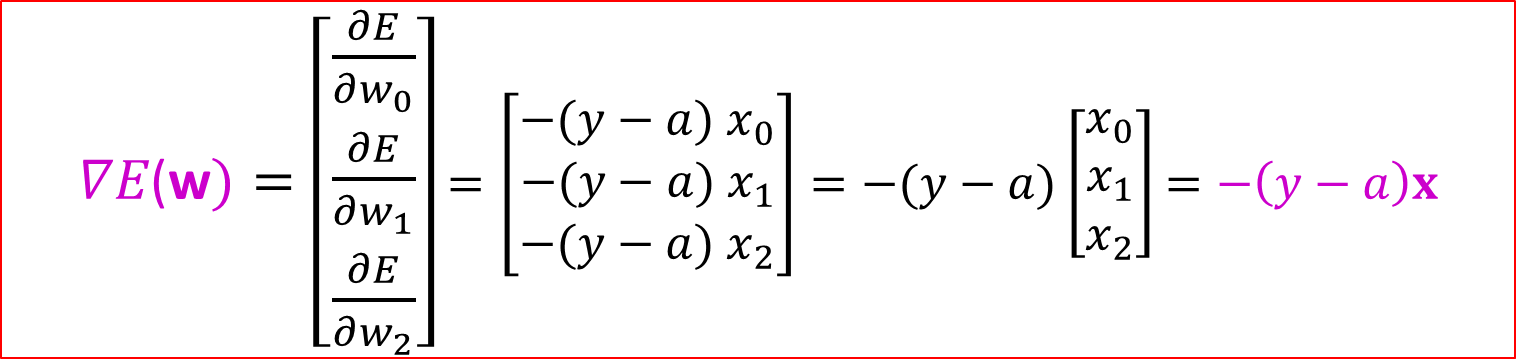 ∇E(w) = [∂E/∂w₀ ∂E/∂w₁ ∂E/∂w₂] = [−(y − a) x₀ −(y − a) x₁ −(y − a) x₂] = −(y − a) [x₀ x₁ x₂] = −(y − a)x